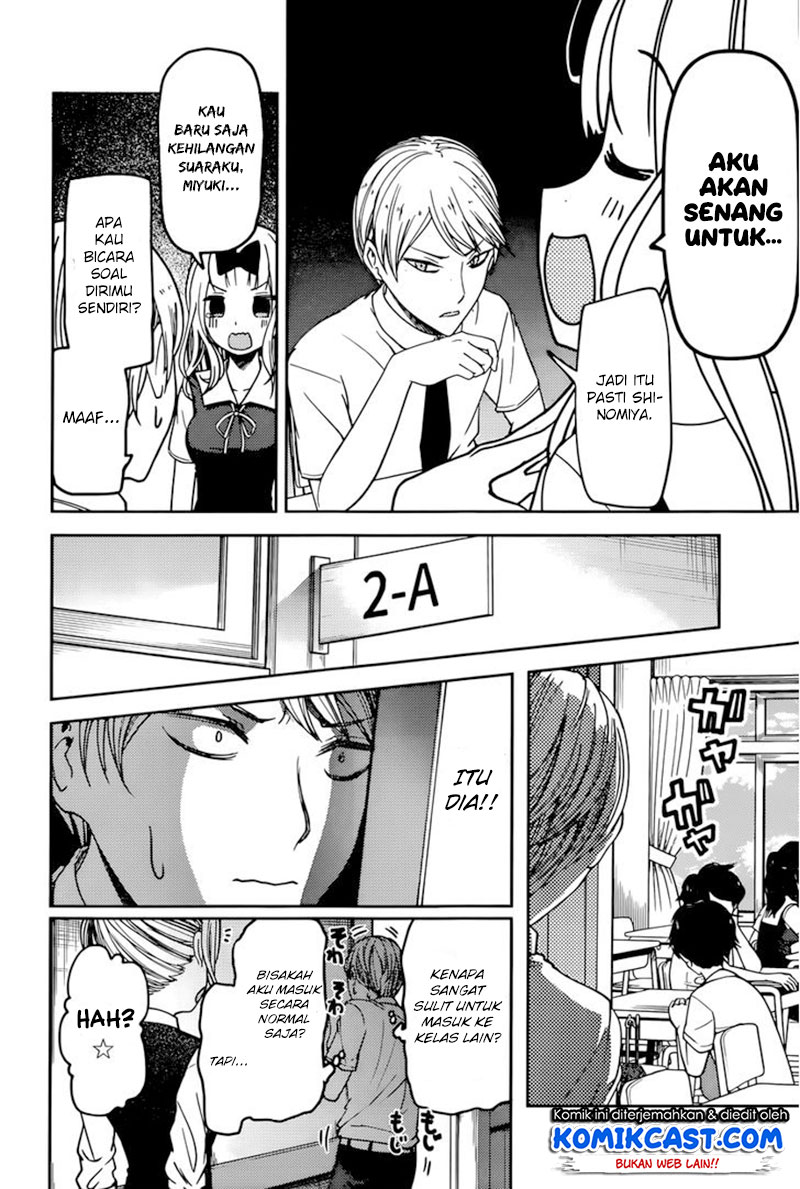 AKU
AKAN
SENANG
UNTUK...
JADI ITU
PASTI SHI-
NOMIYA.
KAU
BARU SAJA
KEHILANGAN
SUARAKU,
MIYUKI...
APA
KAU
BICARA
SOAL
DIRIMU
SENDIRI?
MAAF...
2-A
ガヤ
ガヤ
ITU
DIA!!
KENAPA
SANGAT
SULIT UNTUK
MASUK KE
KELAS LAIN?
そわ
そわ
BISAKAH
AKU MASUK
SECARA
NORMAL
SAJA?
TAPI...
もじ
もじ
HAH?
☆
Komik ini diterjemahkan & diedit oleh
KOMIKCAST.COM
BUKAN WEB LAIN!!